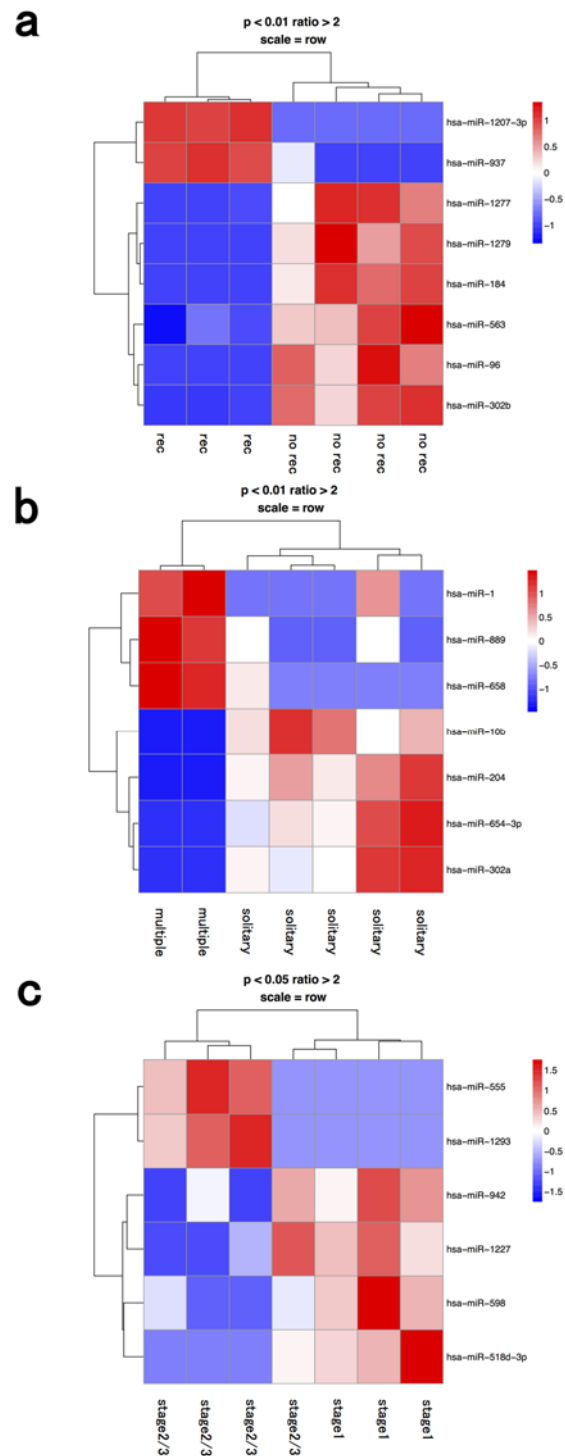 a
p < 0.01 ratio > 2
scale = row
hsa-miR-1207-3p
hsa-miR-937
hsa-miR-1277
hsa-miR-1279
hsa-miR-184
hsa-miR-563
hsa-miR-96
hsa-miR-302b
1
0.5
0
-0.5
-1
rec
rec
rec
no rec
no rec
no rec
no rec
b
p < 0.01 ratio > 2
scale = row
hsa-miR-1
hsa-miR-889
hsa-miR-658
hsa-miR-10b
hsa-miR-204
hsa-miR-654-3p
hsa-miR-302a
1
0.5
0
-0.5
-1
multiple
multiple
solitary
solitary
solitary
solitary
solitary
c
p < 0.05 ratio > 2
scale = row
hsa-miR-555
hsa-miR-1293
hsa-miR-942
hsa-miR-1227
hsa-miR-598
hsa-miR-518d-3p
1.5
1
0.5
0
-0.5
-1
-1.5
stage2/3
stage2/3
stage2/3
stage2/3
stage1
stage1
stage1